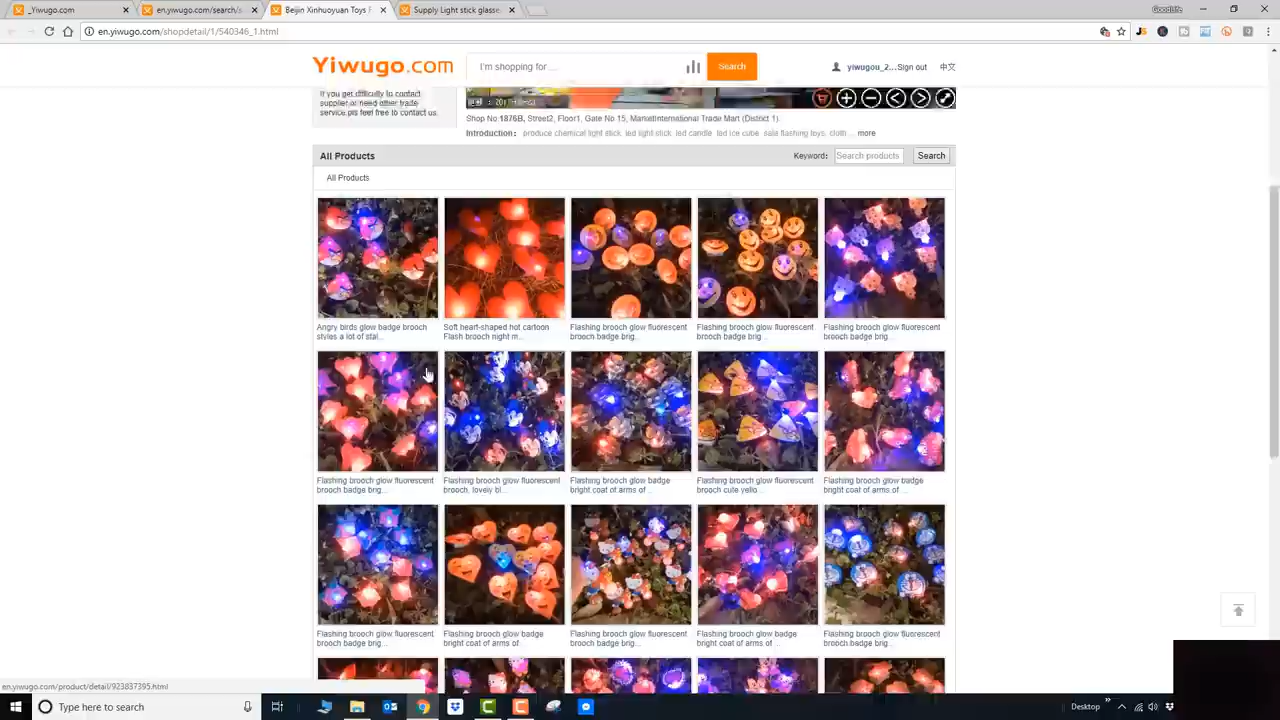 _Yiwugo.com
en.yiwugo.com/search/s
Beijin Xinhuoyuan Toys F
Supply Light stick glasse
Goodlife
en.yiwugo.com/shopdetail/1/540346_1.html
Yiwugo.com
I'm shopping for ...
Search
yiwugou_2...
Sign out
中文
If you get difficulty to contact
supplier or need other trade
service,pls feel free to contact us.
Shop No.1876B, Street2, Floor1, Gate No 15, MarketInternational Trade Mart (District 1).
Introduction: produce chemical light stick, led light stick, led candle, led ice cube, sala flashing toys, cloth ... more
All Products
Keyword:
Search products
Search
All Products
Angry birds glow badge brooch
styles a lot of stal...
Soft heart-shaped hot cartoon
Flash brooch night m...
Flashing brooch glow fluorescent
brooch badge brig...
Flashing brooch glow fluorescent
brooch badge brig...
Flashing brooch glow fluorescent
brooch badge brig...
Flashing brooch glow fluorescent
brooch badge brig...
Flashing brooch glow fluorescent
brooch, lovely bl...
Flashing brooch glow badge
bright coat of arms of ...
Flashing brooch glow fluorescent
brooch cute yello...
Flashing brooch glow badge
bright coat of arms of ...
Flashing brooch glow fluorescent
brooch badge brig...
Flashing brooch glow badge
bright coat of arms of ...
Flashing brooch glow fluorescent
brooch badge brig...
Flashing brooch glow badge
bright coat of arms of ...
Flashing brooch glow fluorescent
brooch badge brig...
en.yiwugo.com/product/detail/923837395.html
Type here to search
Desktop